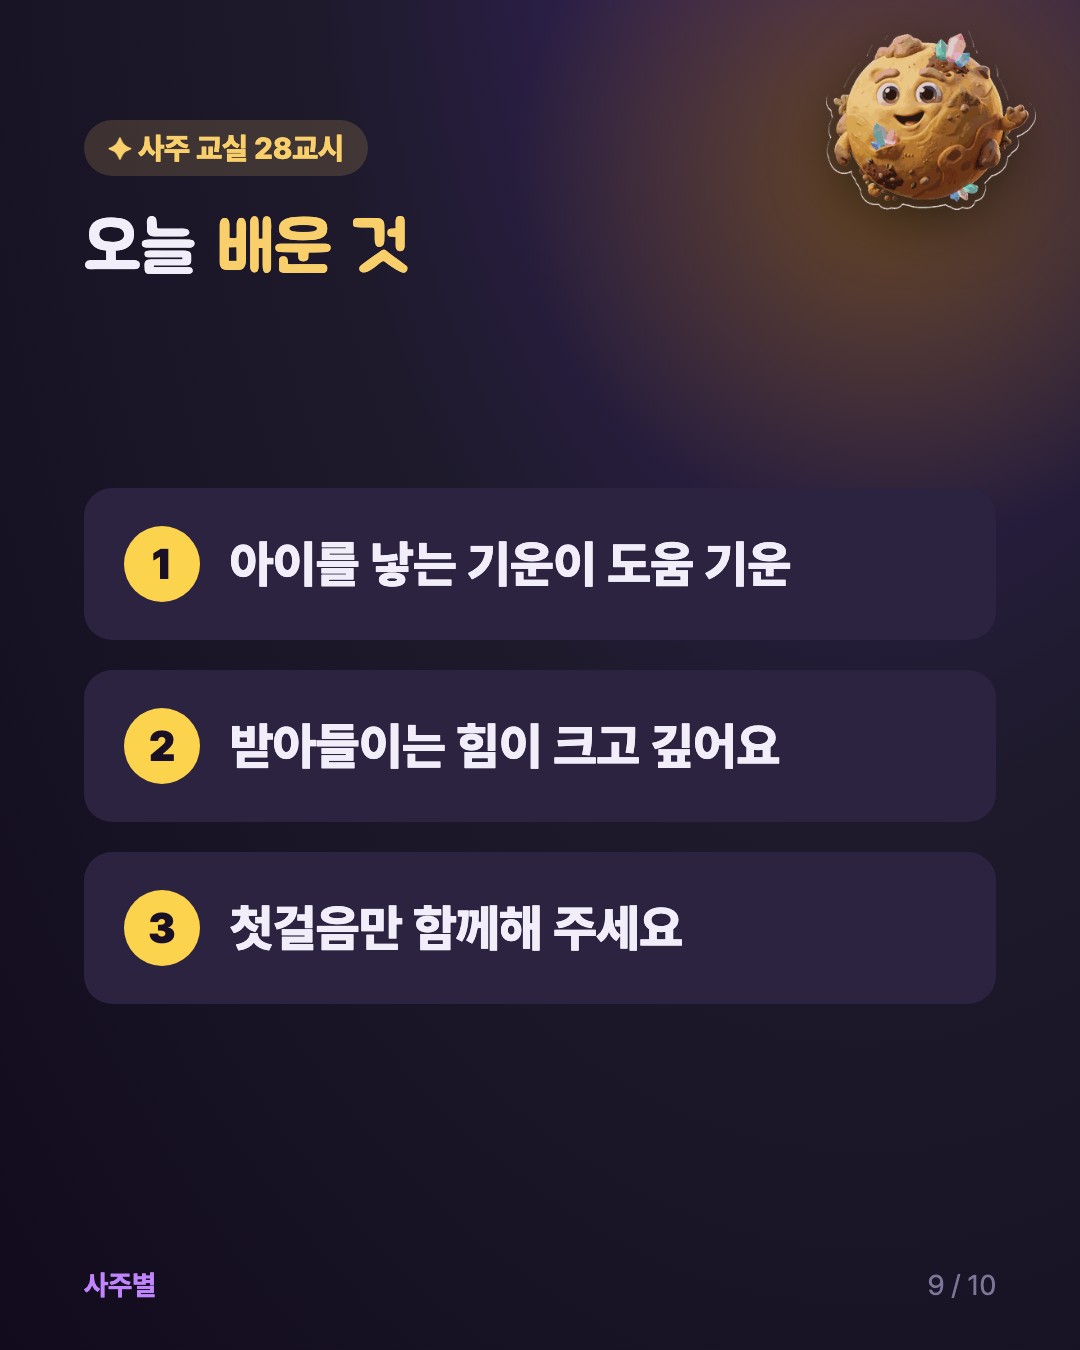 ✦ 사주 교실 28교시
오늘 배운 것
1 아이를 낳는 기운이 도움 기운
2 받아들이는 힘이 크고 깊어요
3 첫걸음만 함께해 주세요
사주별
9 / 10